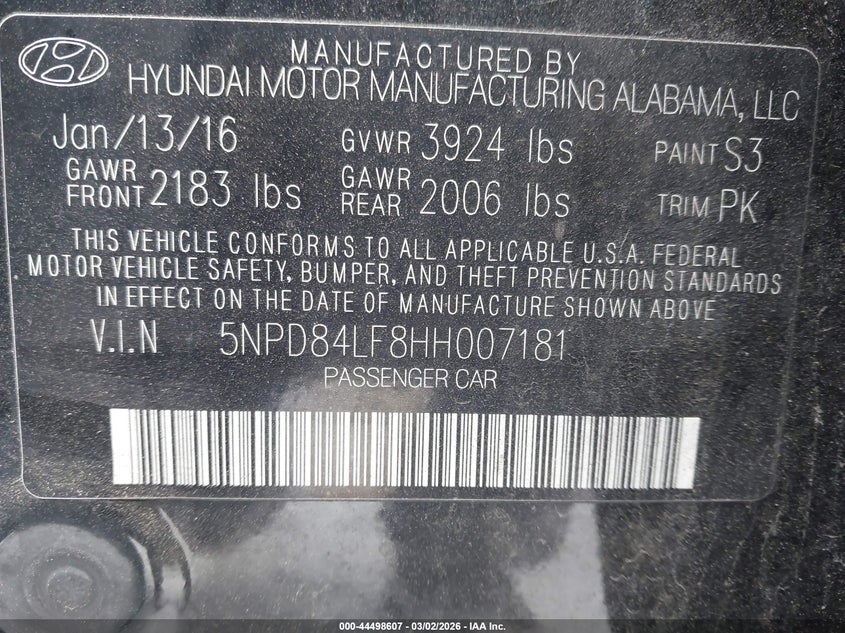 MANUFACTURED BY
HYUNDAI MOTOR MANUFACTURING ALABAMA, LLC
Jan/13/16 GVWR 3924 lbs PAINT S3
GAWR FRONT 2183 lbs GAWR REAR 2006 lbs TRIM PK
THIS VEHICLE CONFORMS TO ALL APPLICABLE U.S.A. FEDERAL
MOTOR VEHICLE SAFETY, BUMPER, AND THEFT PREVENTION STANDARDS
IN EFFECT ON THE DATE OF MANUFACTURE SHOWN ABOVE
V.I.N 5NPD84LF8HH007181
PASSENGER CAR
000-44498607 - 03/02/2026 - IAA Inc.